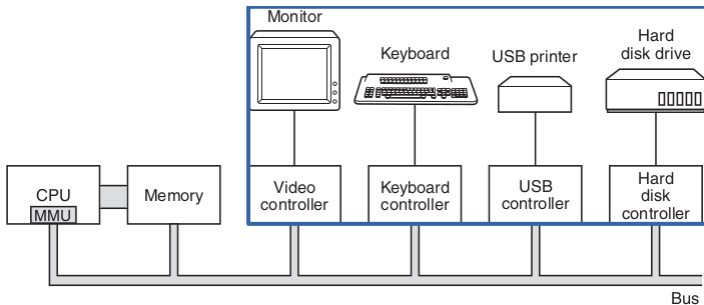 Monitor
Keyboard
USB printer
Hard
disk drive
CPU
MMU
Memory
Video
controller
Keyboard
controller
USB
controller
Hard
disk
controller
Bus